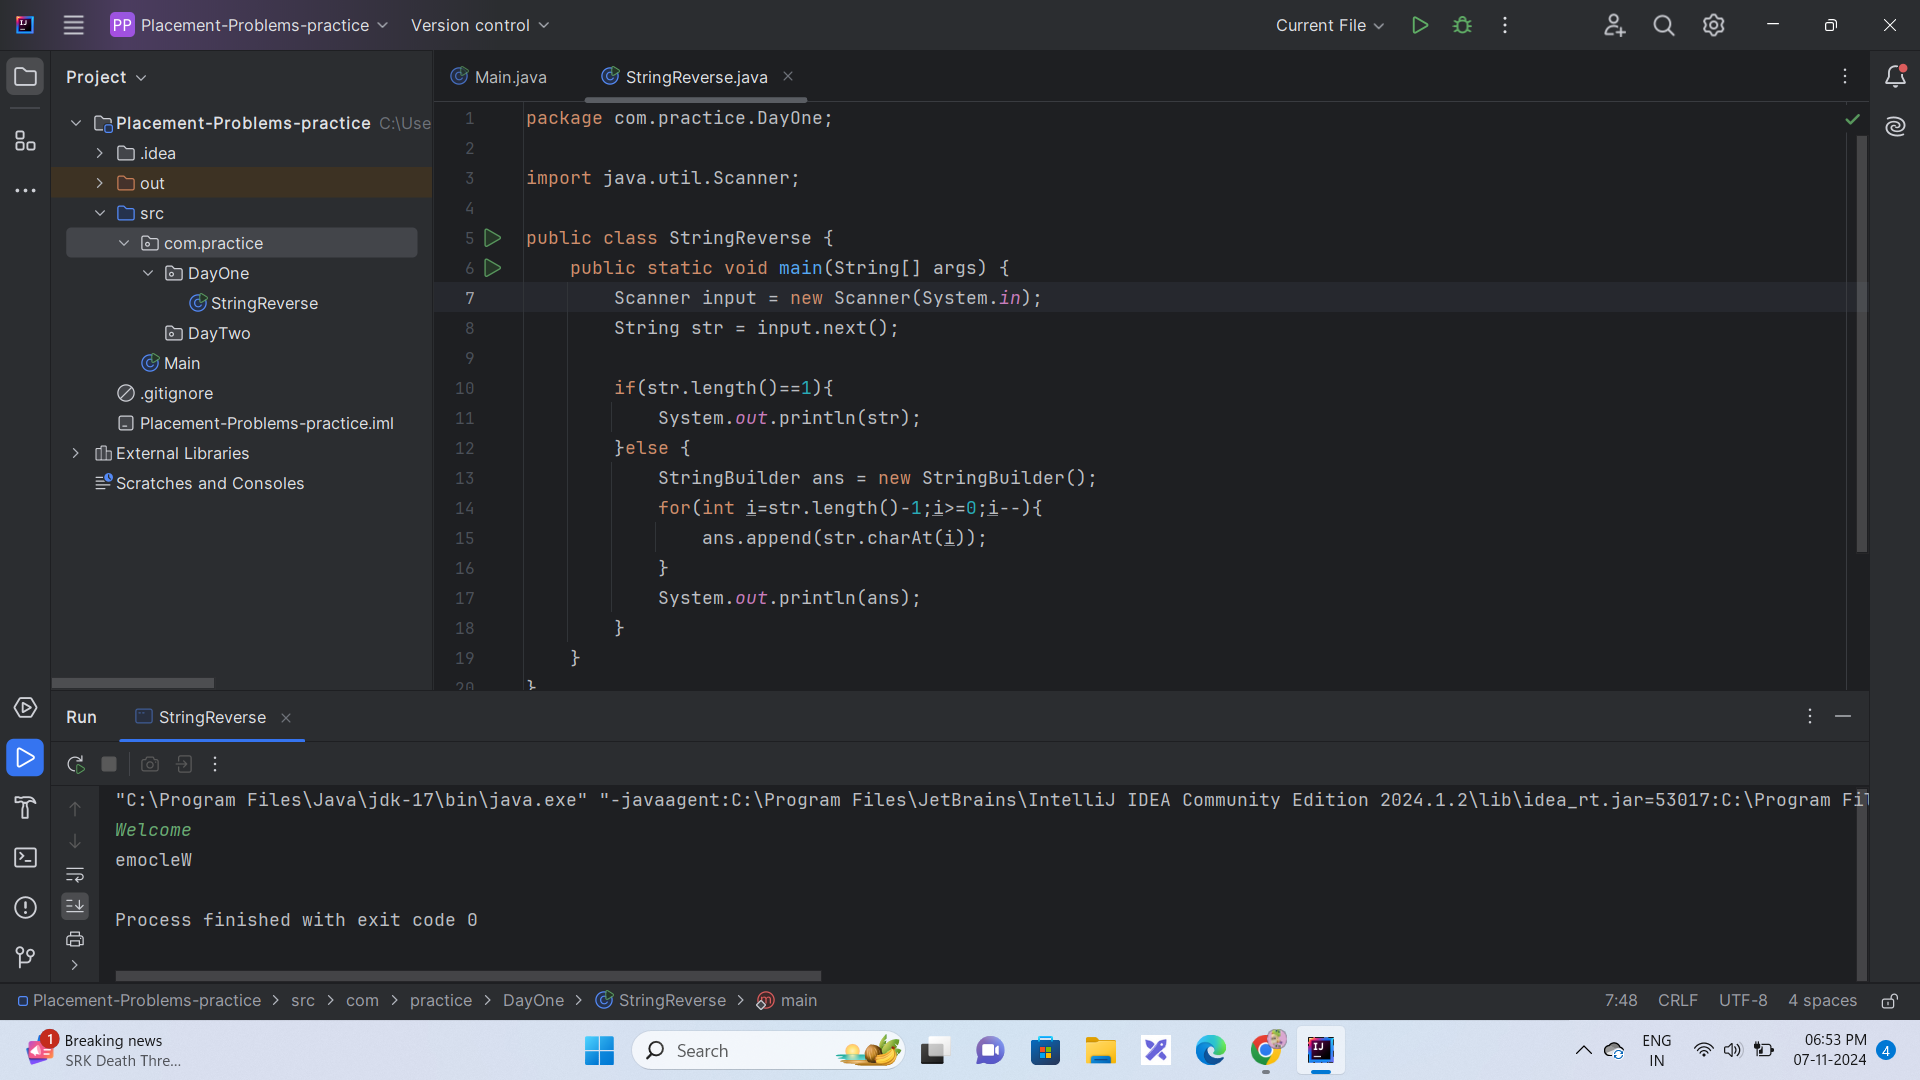 PP Placement-Problems-practice Version control Current File
Project
Main.java StringReverse.java
Placement-Problems-practice C:\Use
.idea
out
src
com.practice
DayOne
StringReverse
DayTwo
Main
.gitignore
Placement-Problems-practice.iml
External Libraries
Scratches and Consoles
1 package com.practice.DayOne;
2
3 import java.util.Scanner;
4
5 public class StringReverse {
6 public static void main(String[] args) {
7 Scanner input = new Scanner(System.in);
8 String str = input.next();
9
10 if(str.length()==1){
11 System.out.println(str);
12 }else {
13 StringBuilder ans = new StringBuilder();
14 for(int i=str.length()-1;i>=0;i--){
15 ans.append(str.charAt(i));
16 }
17 System.out.println(ans);
18 }
19 }
20 }
Run StringReverse
"C:\Program Files\Java\jdk-17\bin\java.exe" "-javaagent:C:\Program Files\JetBrains\IntelliJ IDEA Community Edition 2024.1.2\lib\idea_rt.jar=53017:C:\Program Fil
Welcome
emocleW
Process finished with exit code 0
Placement-Problems-practice > src > com > practice > DayOne > StringReverse > main 7:48 CRLF UTF-8 4 spaces
1 Breaking news
SRK Death Thre...
Search
IJ
ENG
IN
06:53 PM
07-11-2024
4